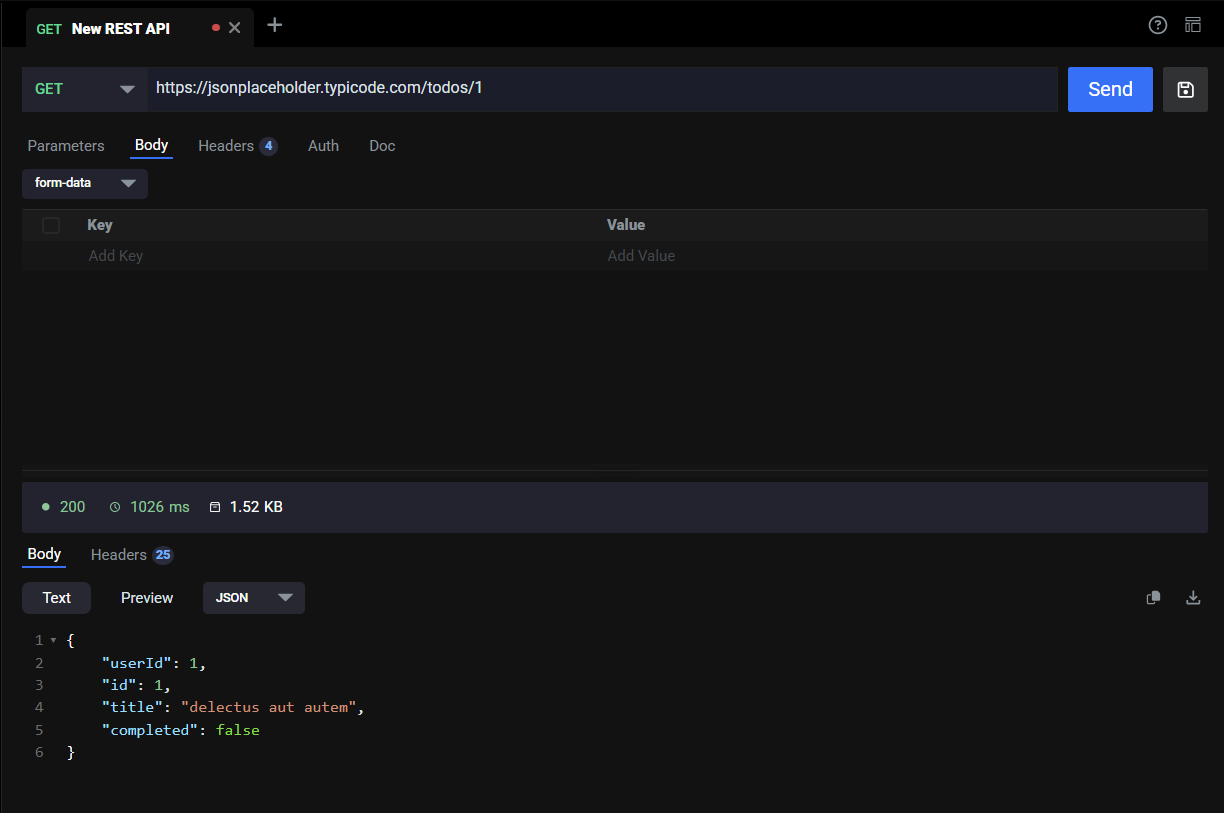 GET New REST API
GET https://jsonplaceholder.typicode.com/todos/1 Send
Parameters Body Headers 4 Auth Doc
form-data
Key Value
Add Key Add Value
200 1026 ms 1.52 KB
Body Headers 25
Text Preview JSON
1 {
2 "userId": 1,
3 "id": 1,
4 "title": "delectus aut autem",
5 "completed": false
6 }